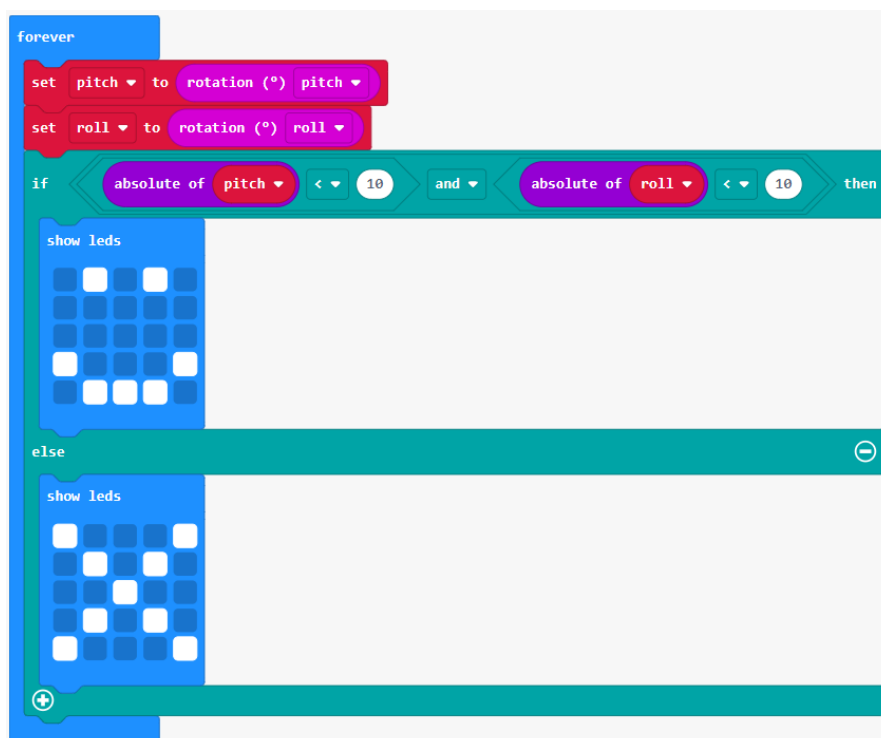 forever
set pitch to rotation (°) pitch
set roll to rotation (°) roll
if absolute of pitch < 10 and absolute of roll < 10 then
show leds
else
show leds